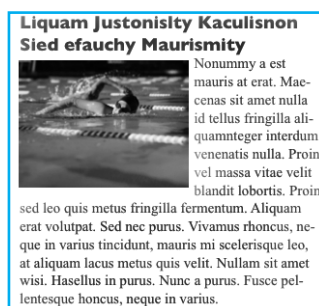 Liquam Justonislty Kaculisnon
Sied efauchy Maurismity
Nonummy a est
mauris at erat. Mae-
cenas sit amet nulla
id tellus fringilla ali-
quamnteger interdum
venenatis nulla. Proin
vel massa vitae velit
blandit lobortis. Proin
sed leo quis metus fringilla fermentum. Aliquam
erat volutpat. Sed nec purus. Vivamus rhoncus, ne-
que in varius tincidunt, mauris mi scelerisque leo,
at aliquam lacus metus quis velit. Nullam sit amet
wisi. Hasellus in purus. Nunc a purus. Fusce pel-
lentesque honcus, neque in varius.